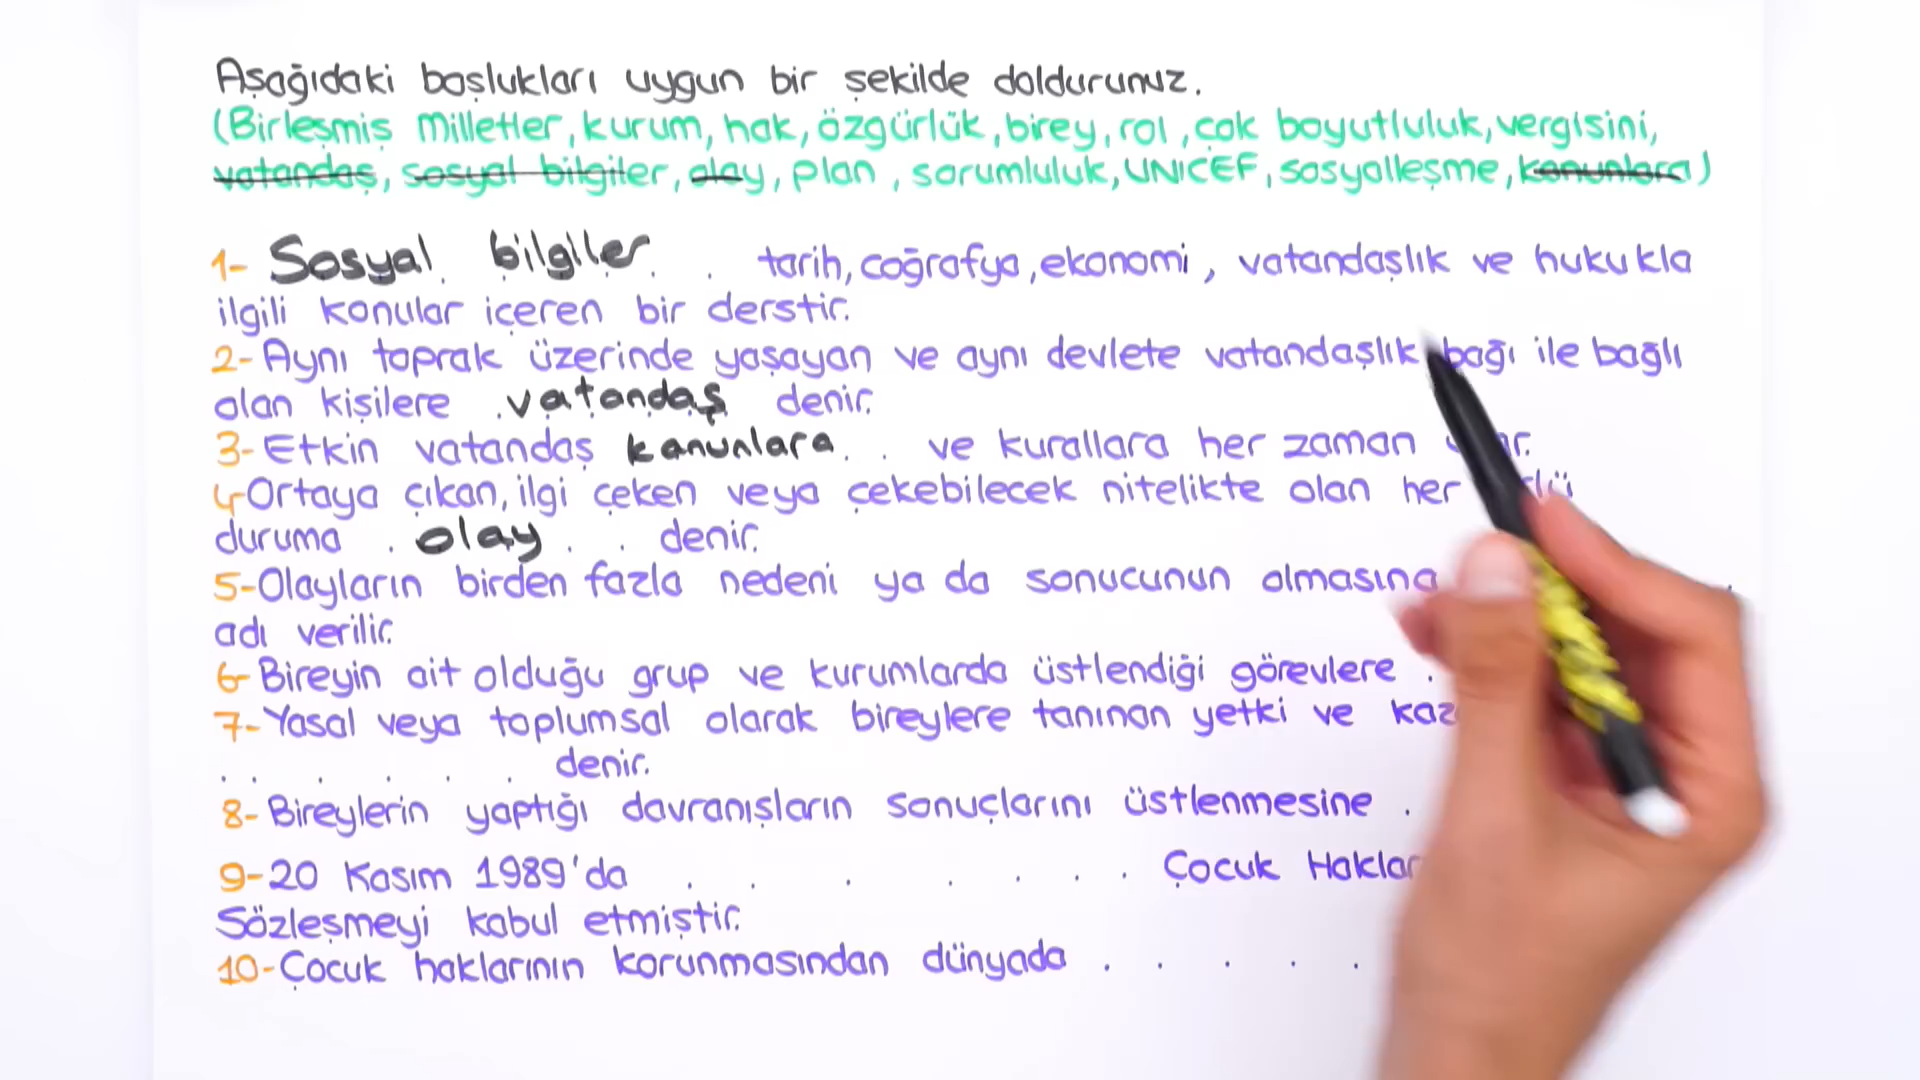 Aşağıdaki boşlukları uygun bir şekilde doldurunuz.
(Birleşmiş Milletler, kurum, hak, özgürlük, birey, rol, çok boyutluluk, vergisini,
vatandaş, sosyal bilgiler, olay, plan, sorumluluk, UNICEF, sosyalleşme, kanunlara)
1- Sosyal bilgiler . . tarih, coğrafya, ekonomi, vatandaşlık ve hukukla
ilgili konular içeren bir derstir.
2- Aynı toprak üzerinde yaşayan ve aynı devlete vatandaşlık bağı ile bağlı
olan kişilere . vatandaş denir.
3- Etkin vatandaş kanunlara . . ve kurallara her zaman
4- Ortaya çıkan, ilgi çeken veya çekebilecek nitelikte olan her
duruma . olay . . denir.
5- Olayların birden fazla nedeni ya da sonucunun olmasına
adı verilir.
6- Bireyin ait olduğu grup ve kurumlarda üstlendiği görevlere .
7- Yasal veya toplumsal olarak bireylere tanınan yetki ve
. . . . . . denir.
8- Bireylerin yaptığı davranışların sonuçlarını üstlenmesine .
9- 20 Kasım 1989'da . . . . . . . . Çocuk
Sözleşmeyi kabul etmiştir.
10- Çocuk haklarının korunmasından dünyada . . . . .